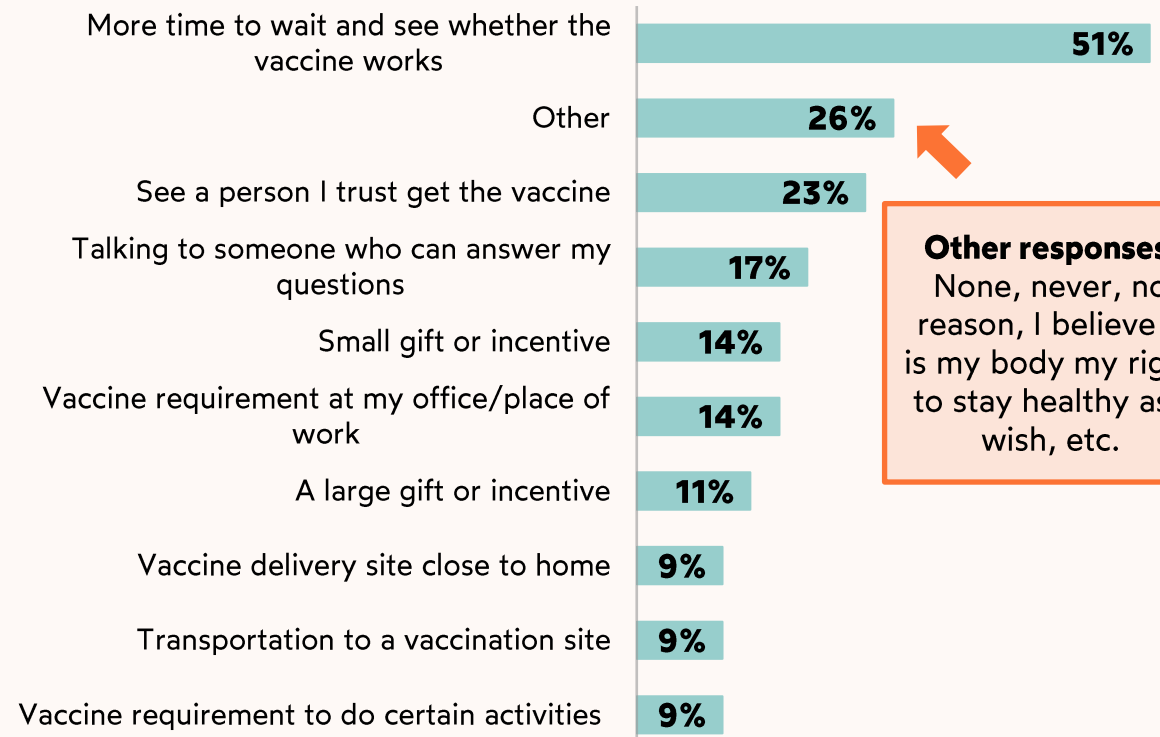 More time to wait and see whether the
vaccine works
51%
Other
26%
See a person I trust get the vaccine
23%
Talking to someone who can answer my
questions
17%
Small gift or incentive
14%
Vaccine requirement at my office/place of
work
14%
A large gift or incentive
11%
Vaccine delivery site close to home
9%
Transportation to a vaccination site
9%
Vaccine requirement to do certain activities
9%
Other responses
None, never, no
reason, I believe
is my body my
to stay healthy as
wish, etc.